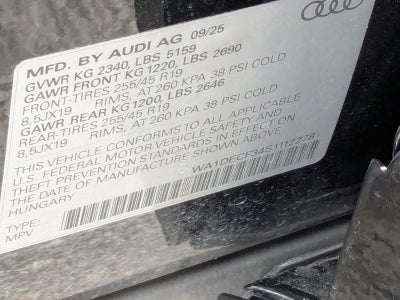 MFD. BY AUDI AG 09/25
GVWR KG 2340, LBS 5159
GAWR FRONT KG 1220, LBS 2690
FRONT-TIRES 255/45 R19
8,5JX19 RIMS, AT 260 KPA 38 PSI COLD
GAWR REAR KG1200, LBS 2646
REAR-TIRES 255/45 R19
8,5JX19 RIMS, AT 260 KPA 38 PSI COLD
THIS VEHICLE CONFORMS TO ALL APPLICABLE
U.S. FEDERAL MOTOR VEHICLE SAFETY AND
THEFT PREVENTION STANDARDS IN EFFECT ON
THE DATE OF MANUFACTURE SHOWN ABOVE
HUNGARY
WA1DECF34S1112278
TYPE:
MPV